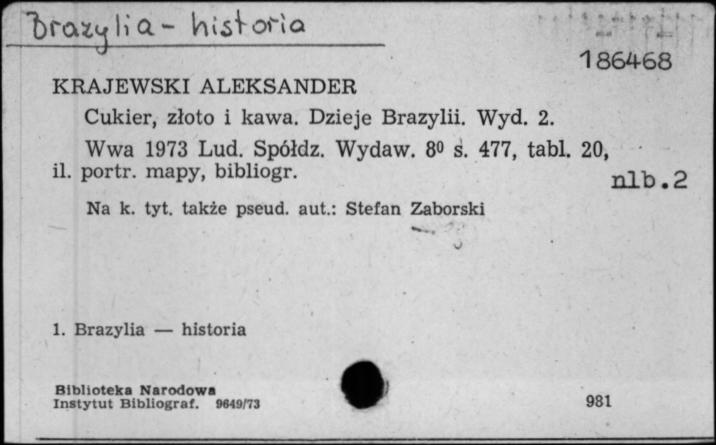 Brazylia - historia
186468
KRAJEWSKI ALEKSANDER
Cukier, złoto i kawa. Dzieje Brazylii. Wyd. 2.
Wwa 1973 Lud. Spółdz. Wydaw. 8⁰ s. 477, tabl. 20,
il. portr. mapy, bibliogr.
nlb.2
Na k. tyt. także pseud. aut.: Stefan Zaborski
1. Brazylia — historia
Biblioteka Narodowa
Instytut Bibliograf. 9649/73
981